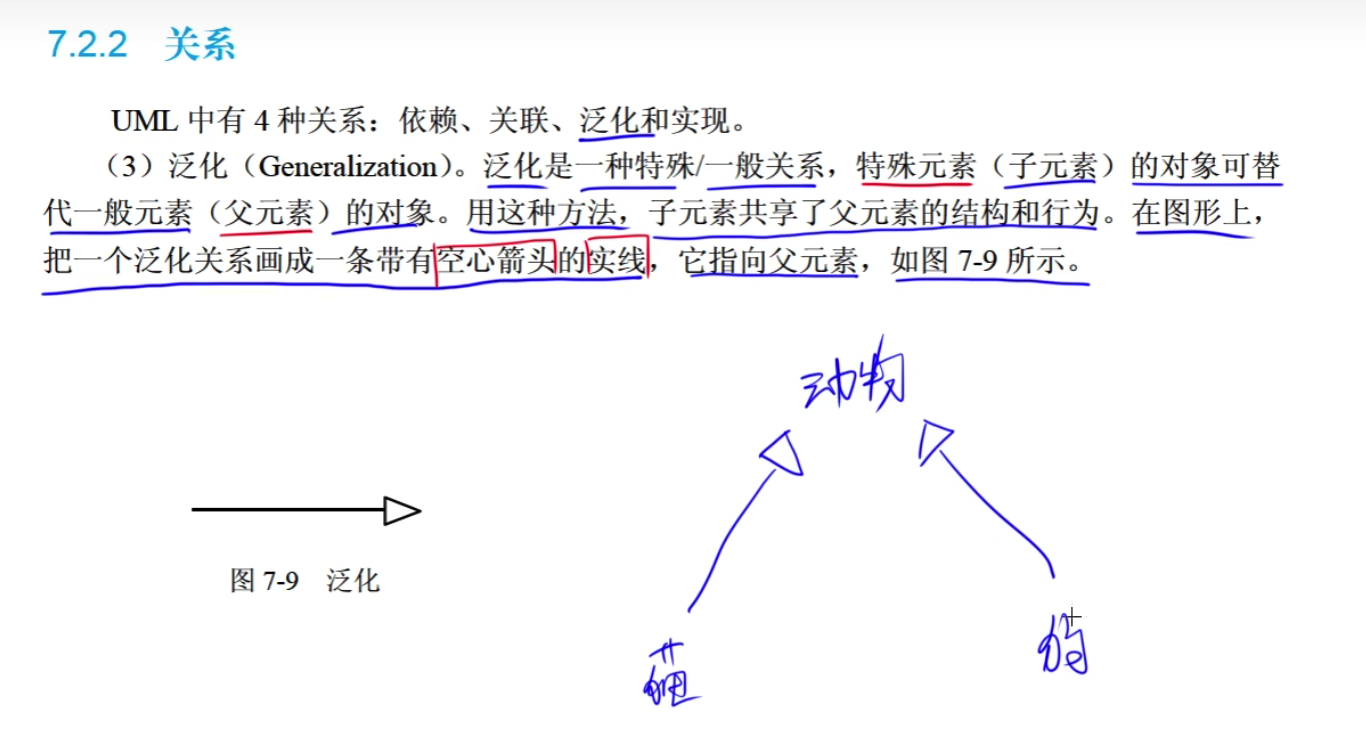 7.2.2 关系
UML 中有 4 种关系：依赖、关联、泛化和实现。
（3）泛化（Generalization）。泛化是一种特殊/一般关系，特殊元素（子元素）的对象可替
代一般元素（父元素）的对象。用这种方法，子元素共享了父元素的结构和行为。在图形上，
把一个泛化关系画成一条带有空心箭头的实线，它指向父元素，如图 7-9 所示。
动物
图 7-9 泛化
猫
狗